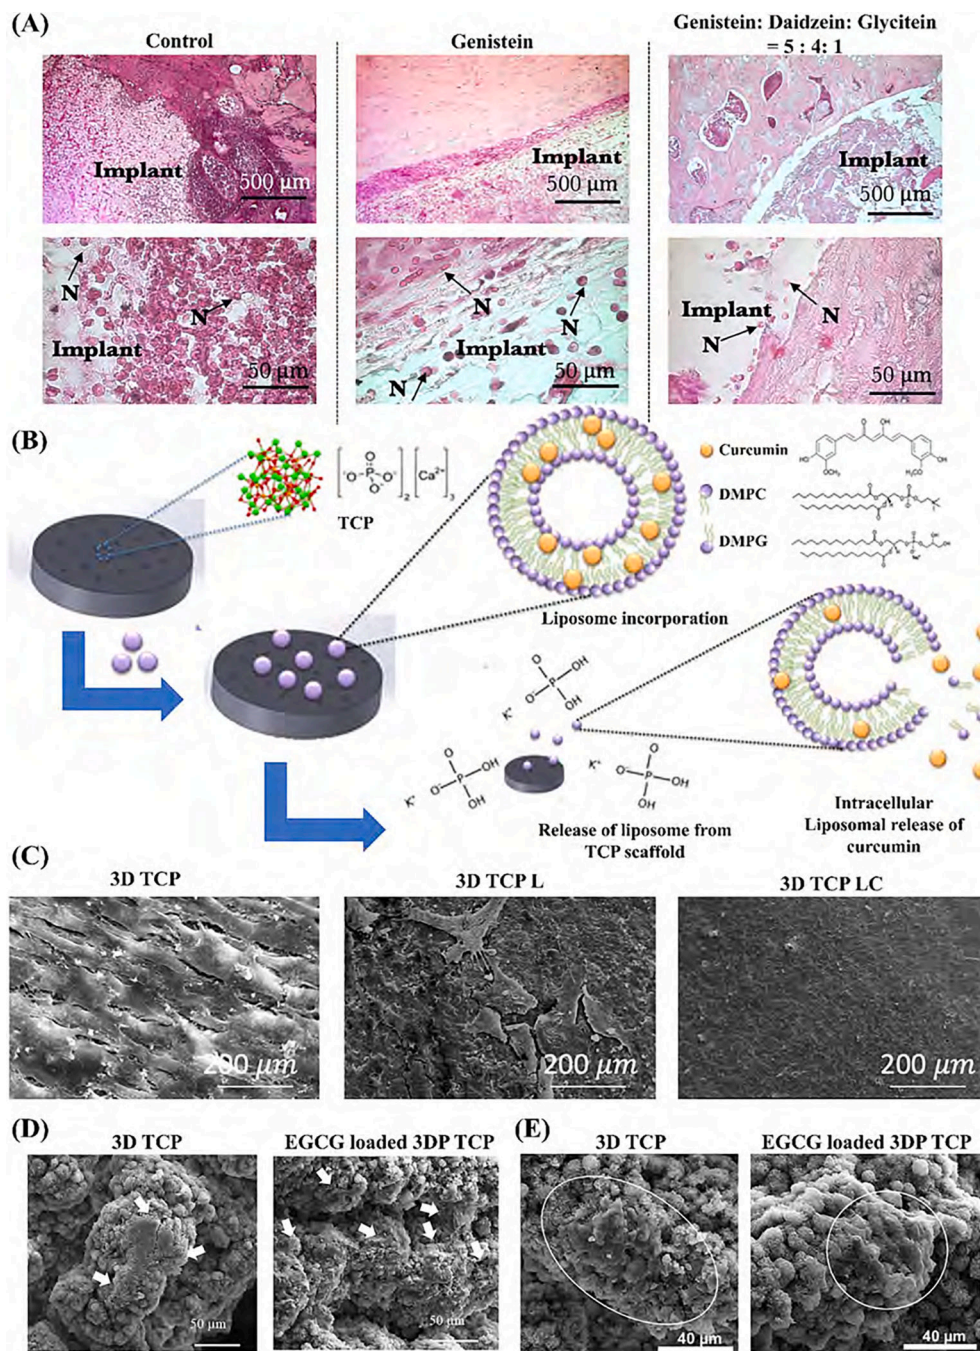 (A)
Control
Genistein
Genistein: Daidzein: Glycitein
= 5 : 4: 1
Implant
500 μm
Implant
500 μm
Implant
500 μm
N
N
Implant
50 μm
N
N
Implant
N
50 μm
Implant
N
N
50 μm
(B)
TCP
Curcumin
DMPC
DMPG
Liposome incorporation
Release of liposome from
TCP scaffold
Intracellular
Liposomal release of
curcumin
(C)
3D TCP
3D TCP L
3D TCP LC
200 μm
200 μm
200 μm
(D)
3D TCP
EGCG loaded 3DP TCP
(E)
3D TCP
EGCG loaded 3DP TCP
50 μm
50 μm
40 μm
40 μm